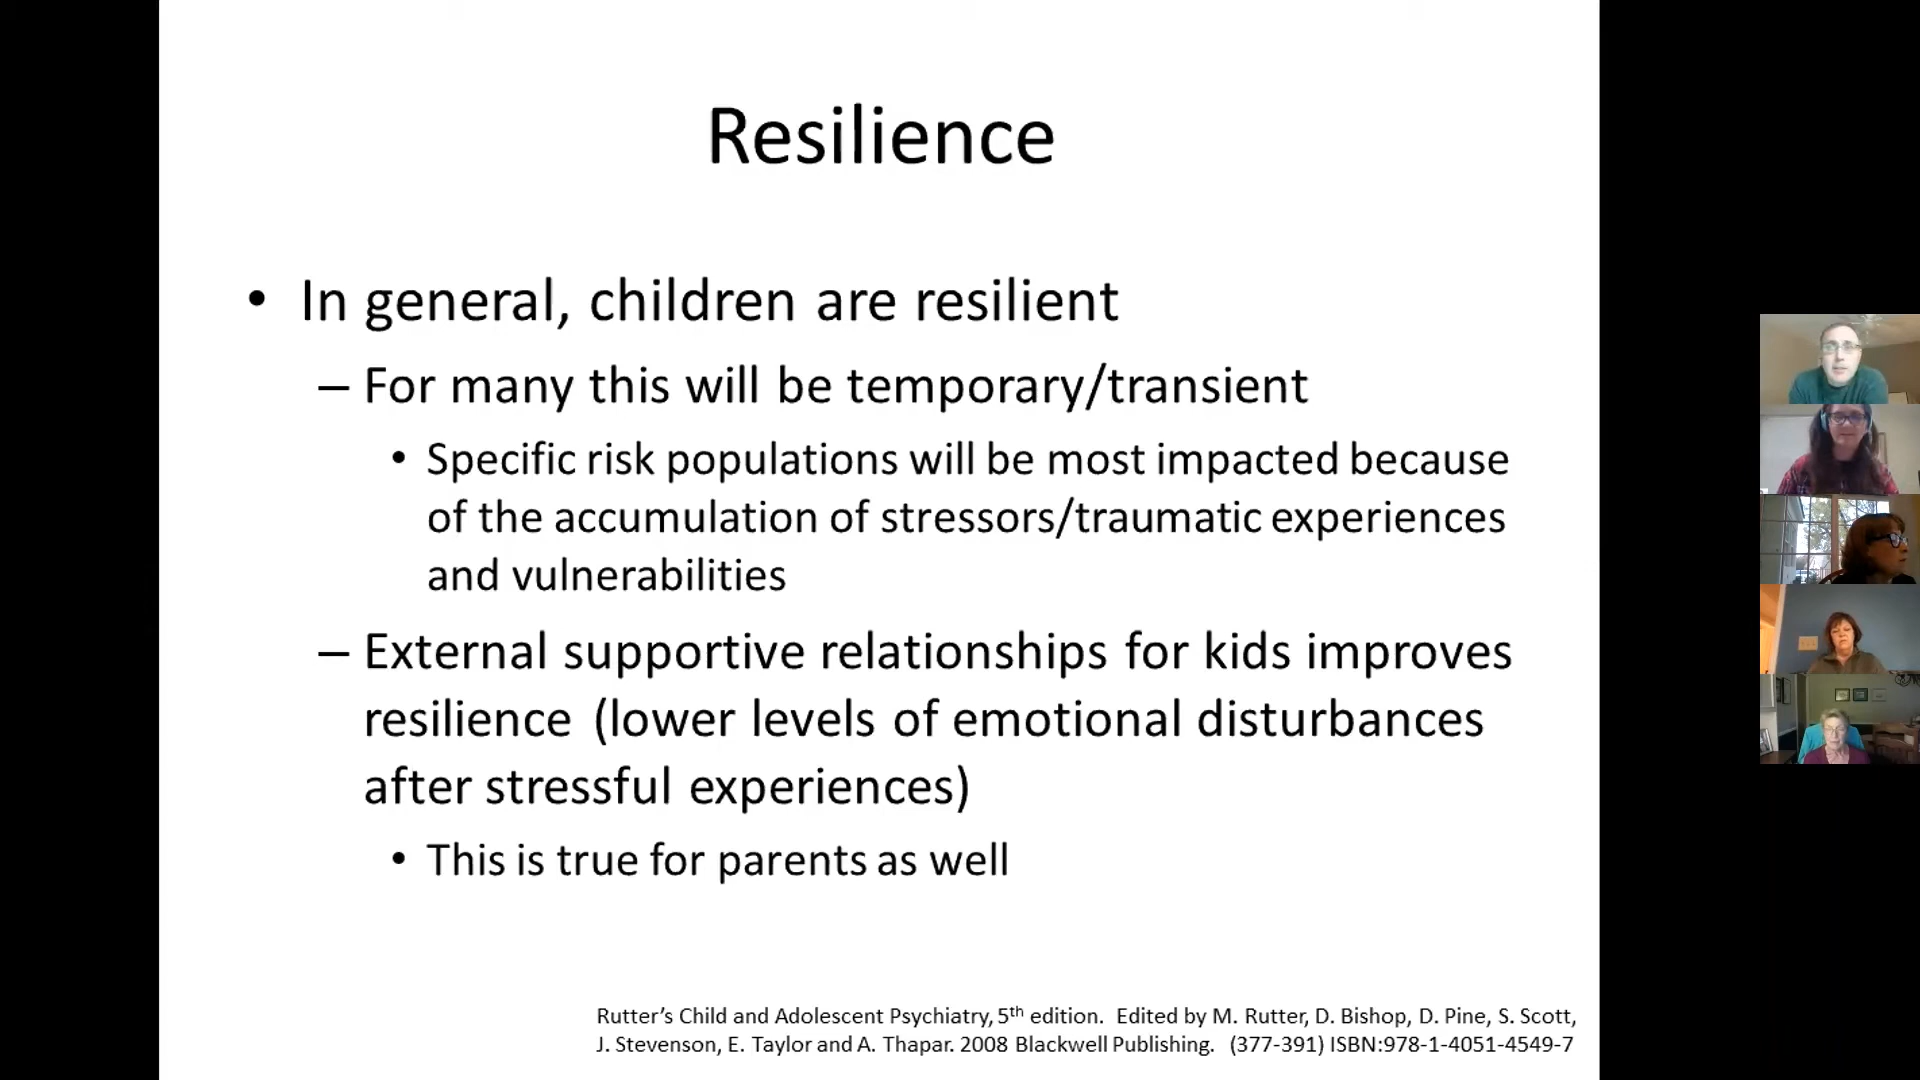 Resilience
• In general, children are resilient
– For many this will be temporary/transient
• Specific risk populations will be most impacted because
of the accumulation of stressors/traumatic experiences
and vulnerabilities
– External supportive relationships for kids improves
resilience (lower levels of emotional disturbances
after stressful experiences)
• This is true for parents as well
Rutter’s Child and Adolescent Psychiatry, 5th edition. Edited by M. Rutter, D. Bishop, D. Pine, S. Scott,
J. Stevenson, E. Taylor and A. Thapar. 2008 Blackwell Publishing. (377-391) ISBN:978-1-4051-4549-7